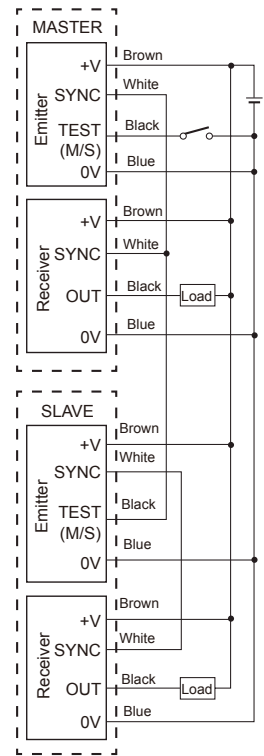 MASTER
Emitter
+V Brown
SYNC White
TEST Black
(M/S)
0V Blue
Receiver
+V Brown
SYNC White
OUT Black Load
0V Blue
SLAVE
Emitter
+V Brown
SYNC White
TEST Black
(M/S)
0V Blue
Receiver
+V Brown
SYNC White
OUT Black Load
0V Blue